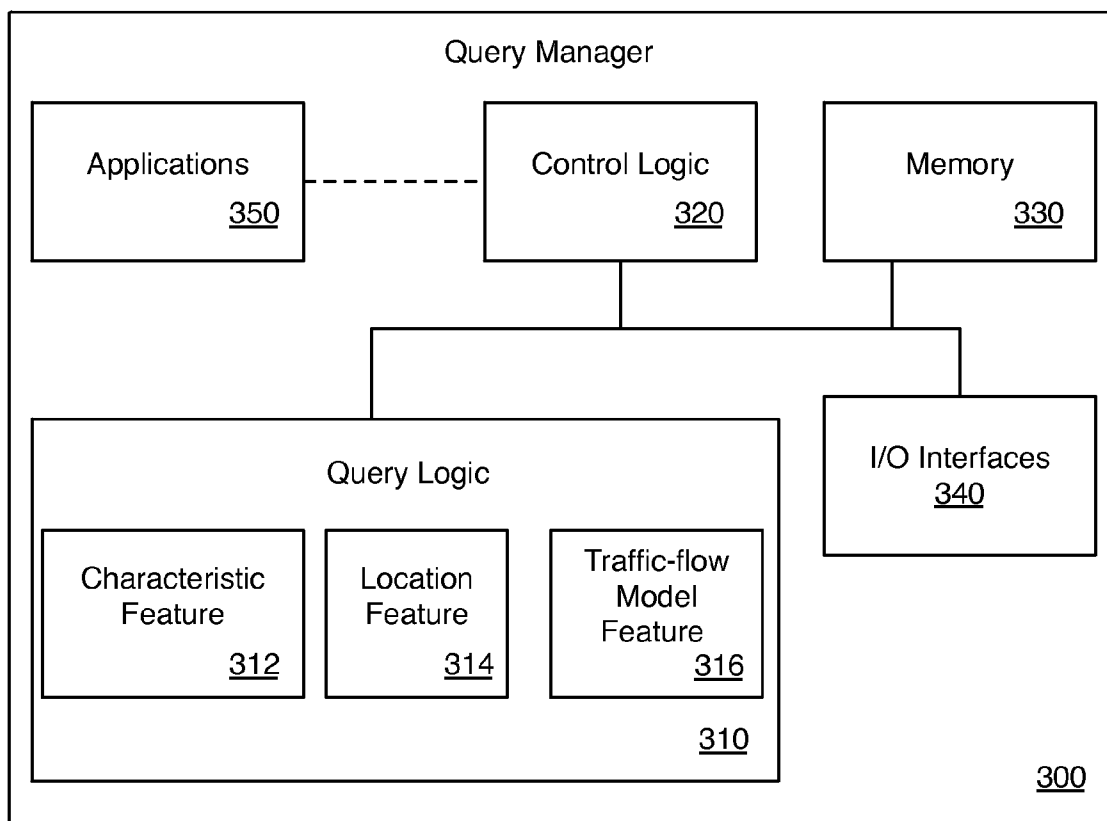 Query Manager
Applications
350
Control Logic
320
Memory
330
I/O Interfaces
340
Query Logic
Characteristic
Feature
312
Location
Feature
314
Traffic-flow
Model
Feature
316
310
300